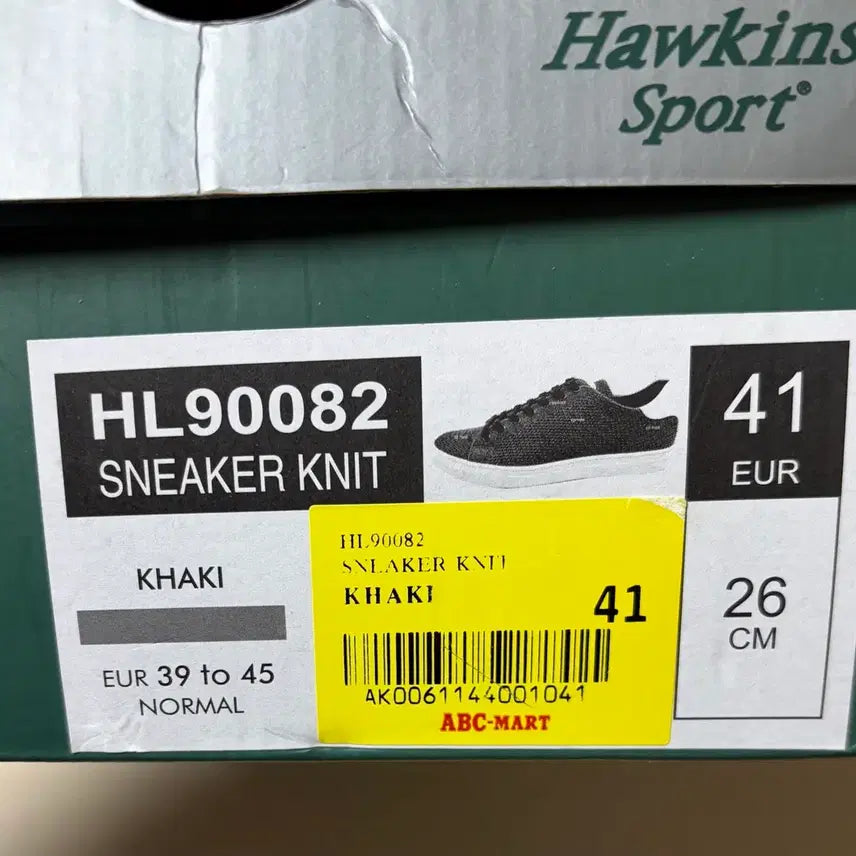 Hawkins
Sport®
HL90082
SNEAKER KNIT
41
EUR
KHAKI
EUR 39 to 45
NORMAL
HL90082
SNEAKER KNIT
KHAKI
41
AK0061144001041
ABC-MART
26
CM